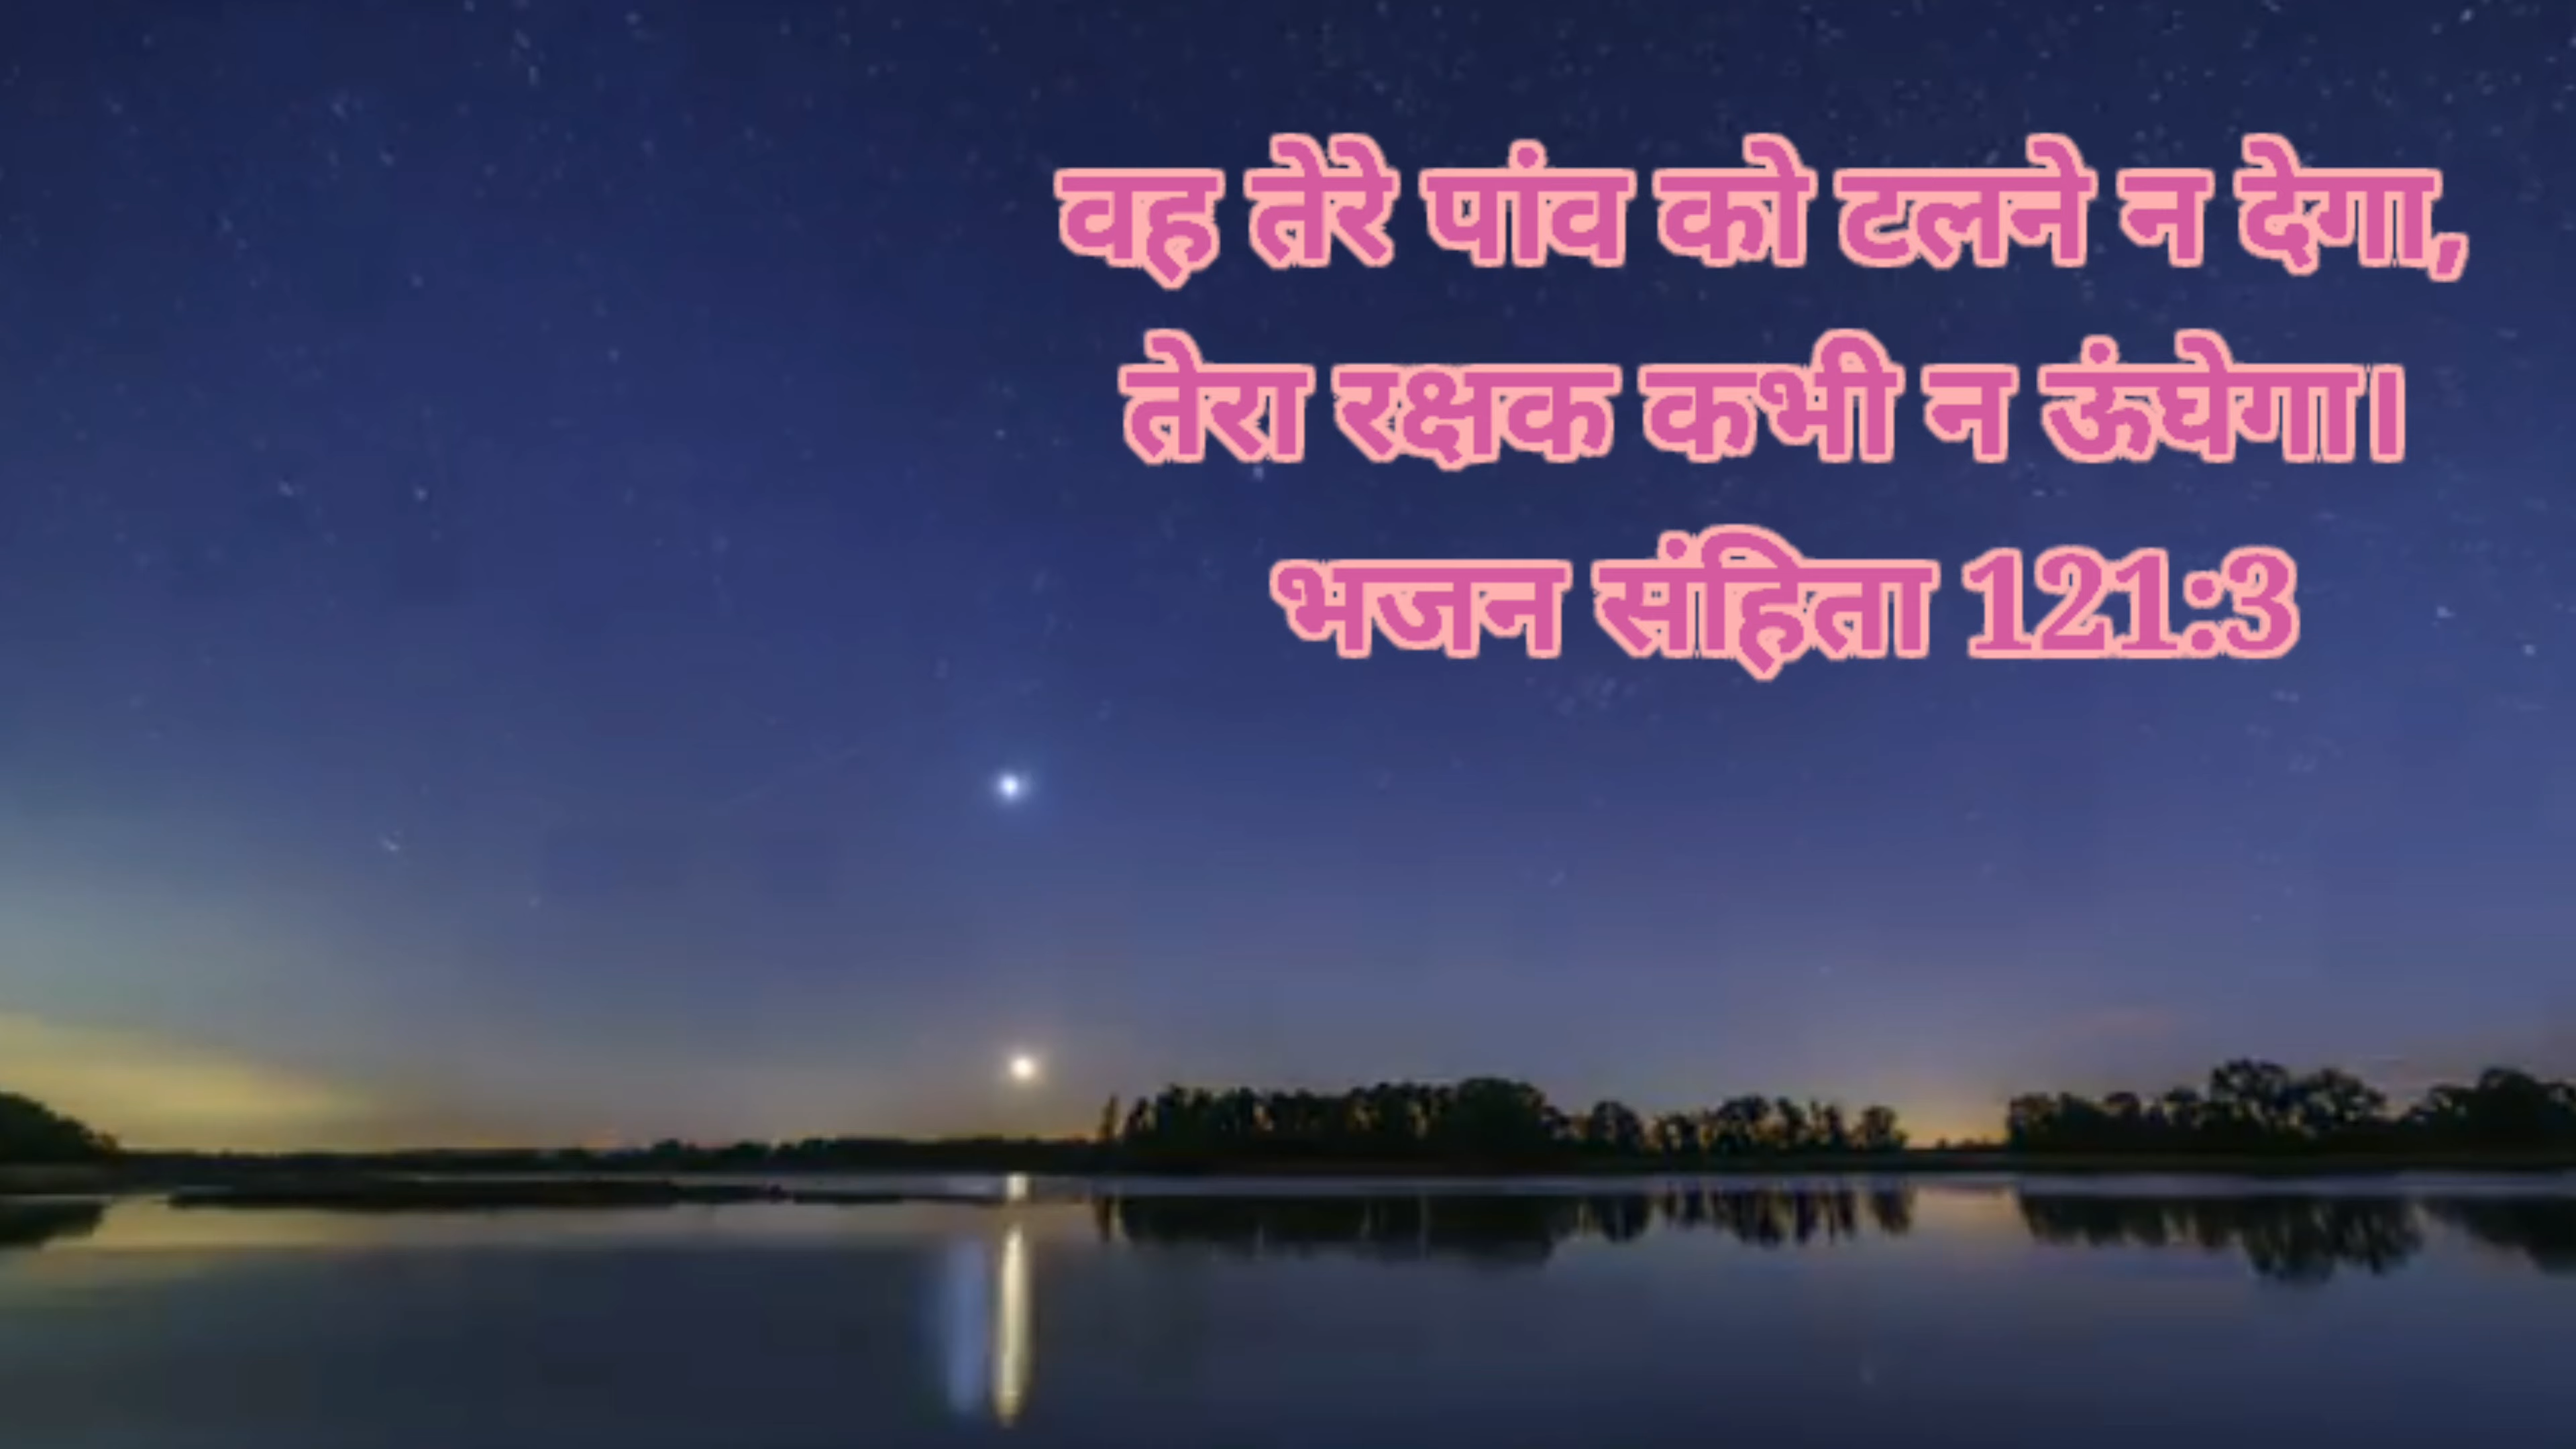 वह तेरे पांव को टलने न देगा,
तेरा रक्षक कभी न ऊंघेगा।
भजन संहिता 121:3